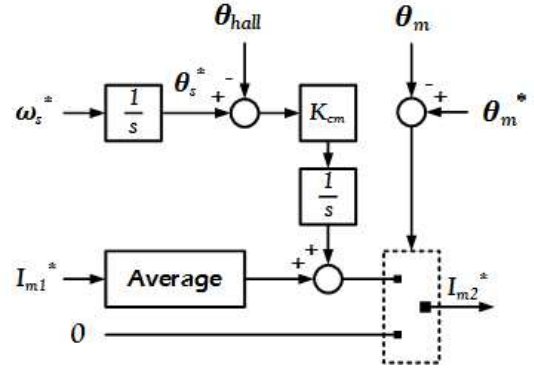 θhall
θm
ωs*
1/s
θs*
-
+
Kcm
-
+
θm*
1/s
Im1*
Average
+
+
Im2*
0